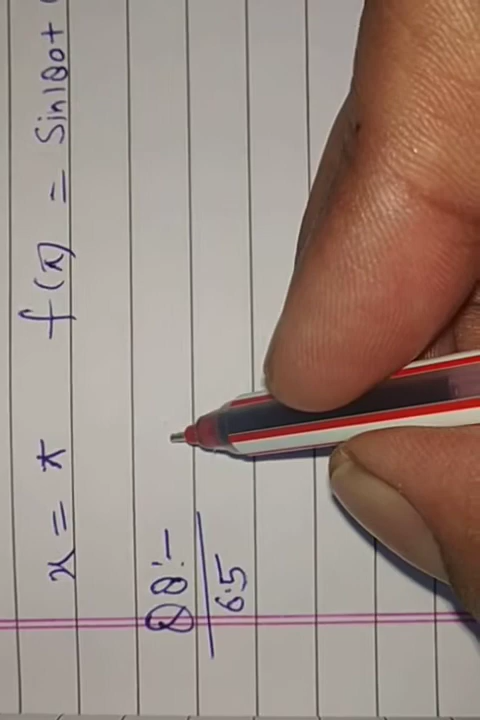 x = π f(π) = Sin180+
Q8:-
6.5